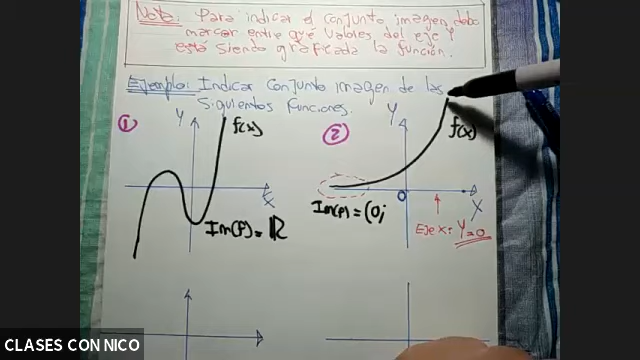 Nota: Para indicar el conjunto imagen debo
marcar entre qué valores del eje Y
está siendo graficada la función.
Ejemplo: Indicar conjunto imagen de las
Siguientes Funciones.
①
Y
f(x)
X
Im(f) = ℝ
②
Y
f(x)
0
X
Im(f) = (0;
Eje x: Y=0
CLASES CON NICO